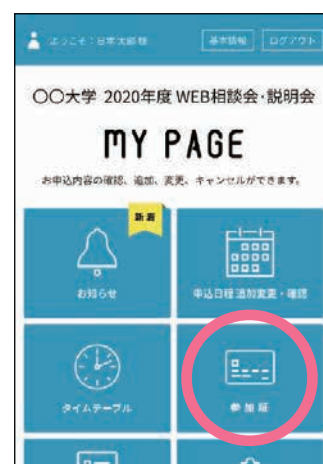 ようこそ：日本太郎様
基本情報
ログアウト
〇〇大学 2020年度 WEB相談会・説明会
MY PAGE
お申込内容の確認、追加、変更、キャンセルができます。
新着
お知らせ
申込日程追加変更・確認
タイムテーブル
参加証